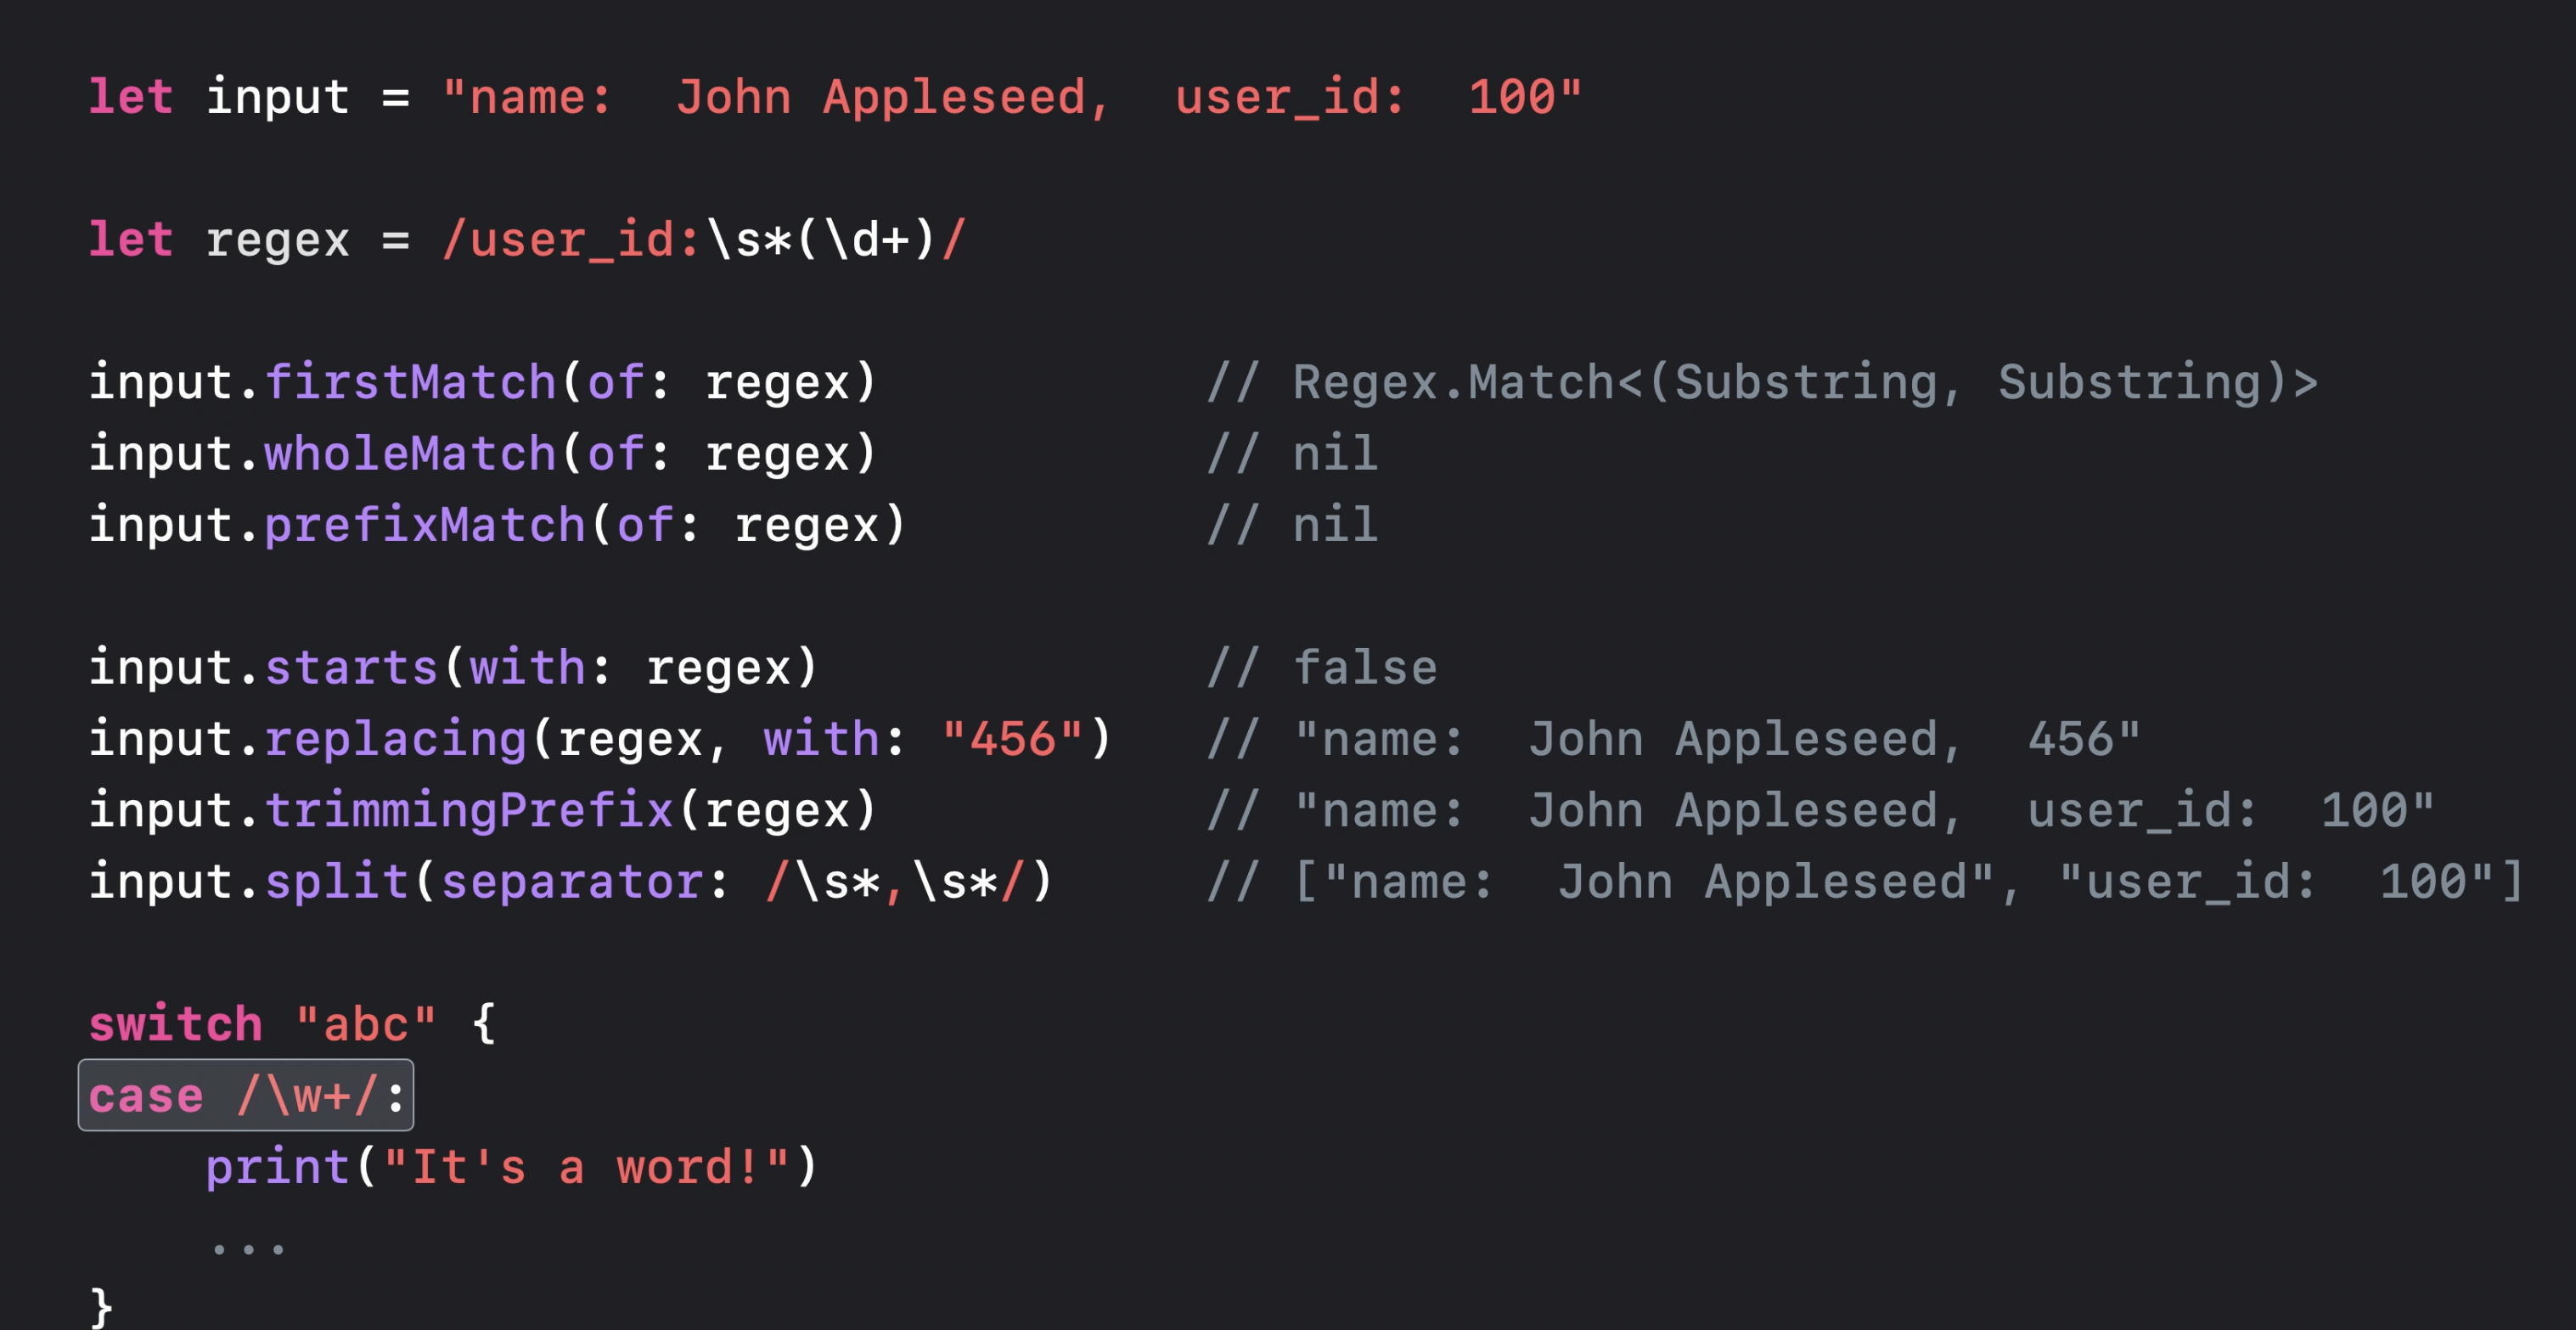 let input = "name:  John Appleseed,  user_id:  100"
let regex = /user_id:\s*(\d+)/
input.firstMatch(of: regex)           // Regex.Match<(Substring, Substring)>
input.wholeMatch(of: regex)           // nil
input.prefixMatch(of: regex)          // nil
input.starts(with: regex)             // false
input.replacing(regex, with: "456")   // "name:  John Appleseed,  456"
input.trimmingPrefix(regex)           // "name:  John Appleseed,  user_id:  100"
input.split(separator: /\s*,\s*/)     // ["name:  John Appleseed", "user_id:  100"]
switch "abc" {
case /\w+/:
    print("It's a word!")
    ...
}